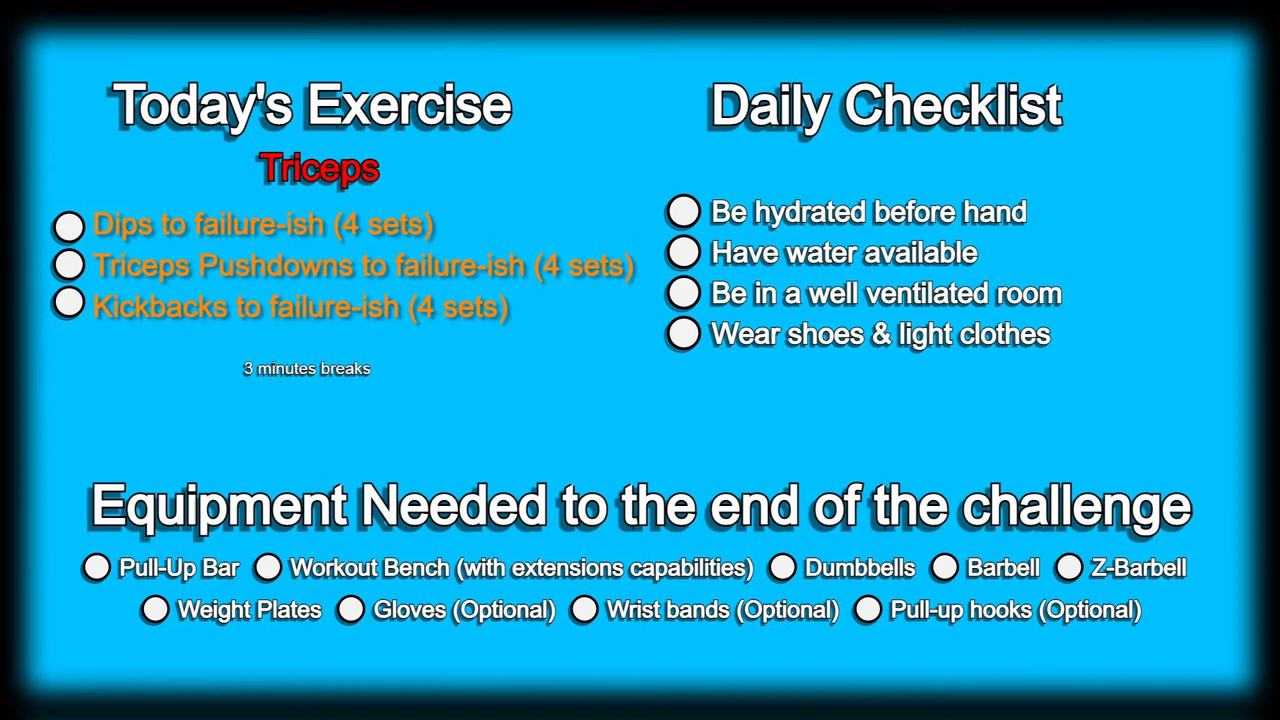 Today's Exercise
Triceps
Dips to failure-ish (4 sets)
Triceps Pushdowns to failure-ish (4 sets)
Kickbacks to failure-ish (4 sets)
3 minutes breaks
Daily Checklist
Be hydrated before hand
Have water available
Be in a well ventilated room
Wear shoes & light clothes
Equipment Needed to the end of the challenge
Pull-Up Bar Workout Bench (with extensions capabilities) Dumbbells Barbell Z-Barbell
Weight Plates Gloves (Optional) Wrist bands (Optional) Pull-up hooks (Optional)